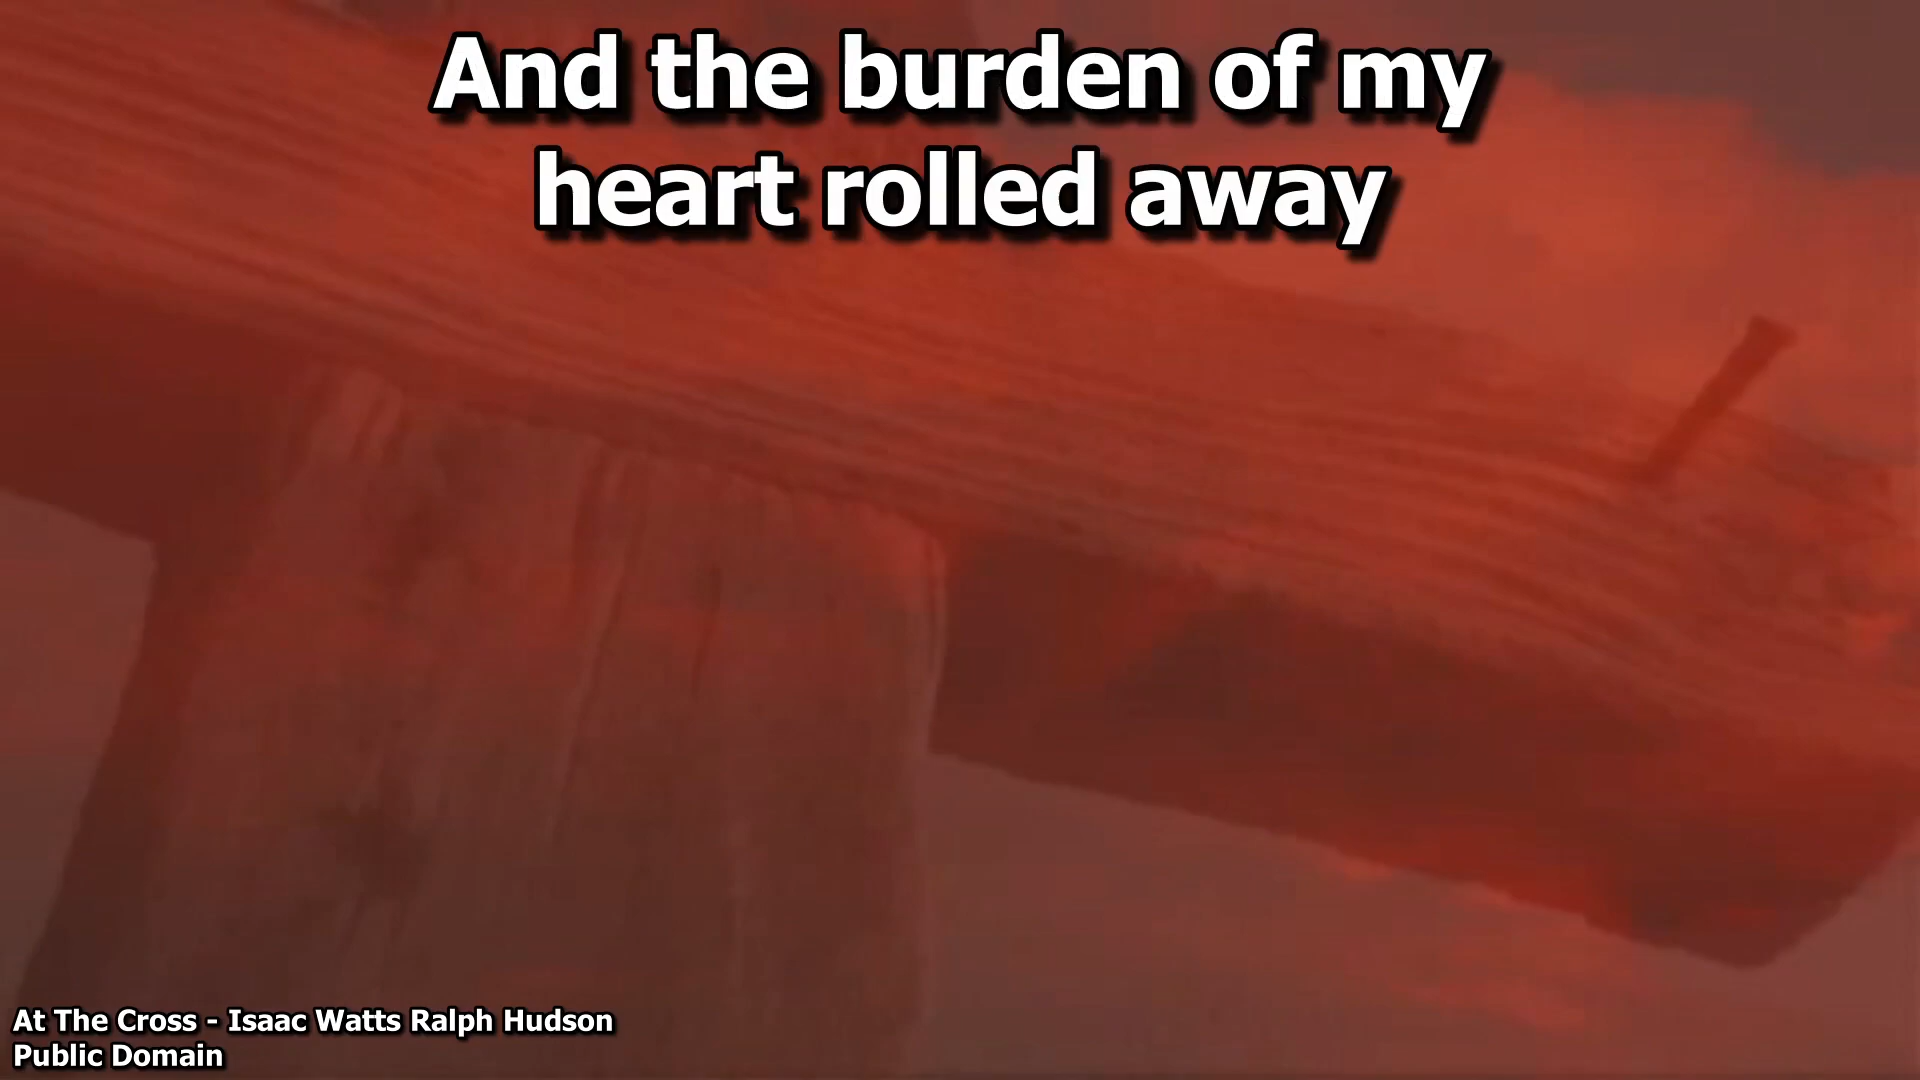 And the burden of my
heart rolled away
At The Cross - Isaac Watts Ralph Hudson
Public Domain